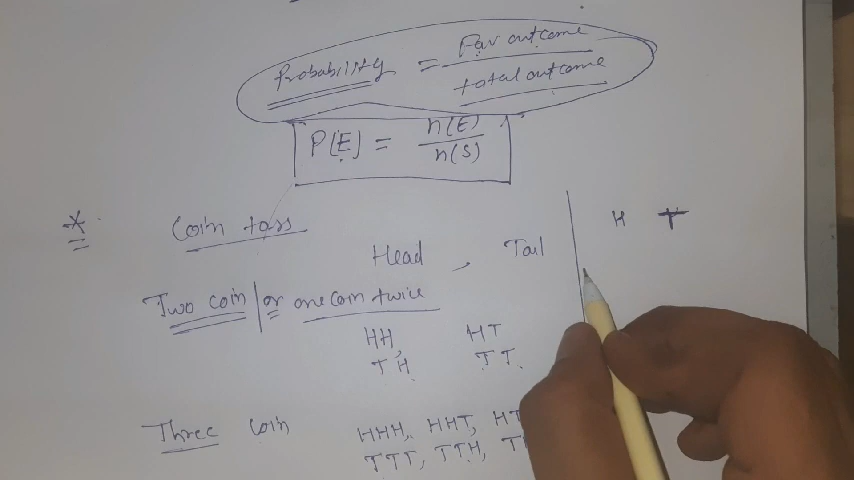 Probability = Fav outcome / total outcome
P(E) = n(E) / n(S)
* Coin toss
Head , Tail H T
Two coin / or one coin twice
HH, HT
TH TT.
Three coin HHH, HHT, HT
TTT, TTH, T